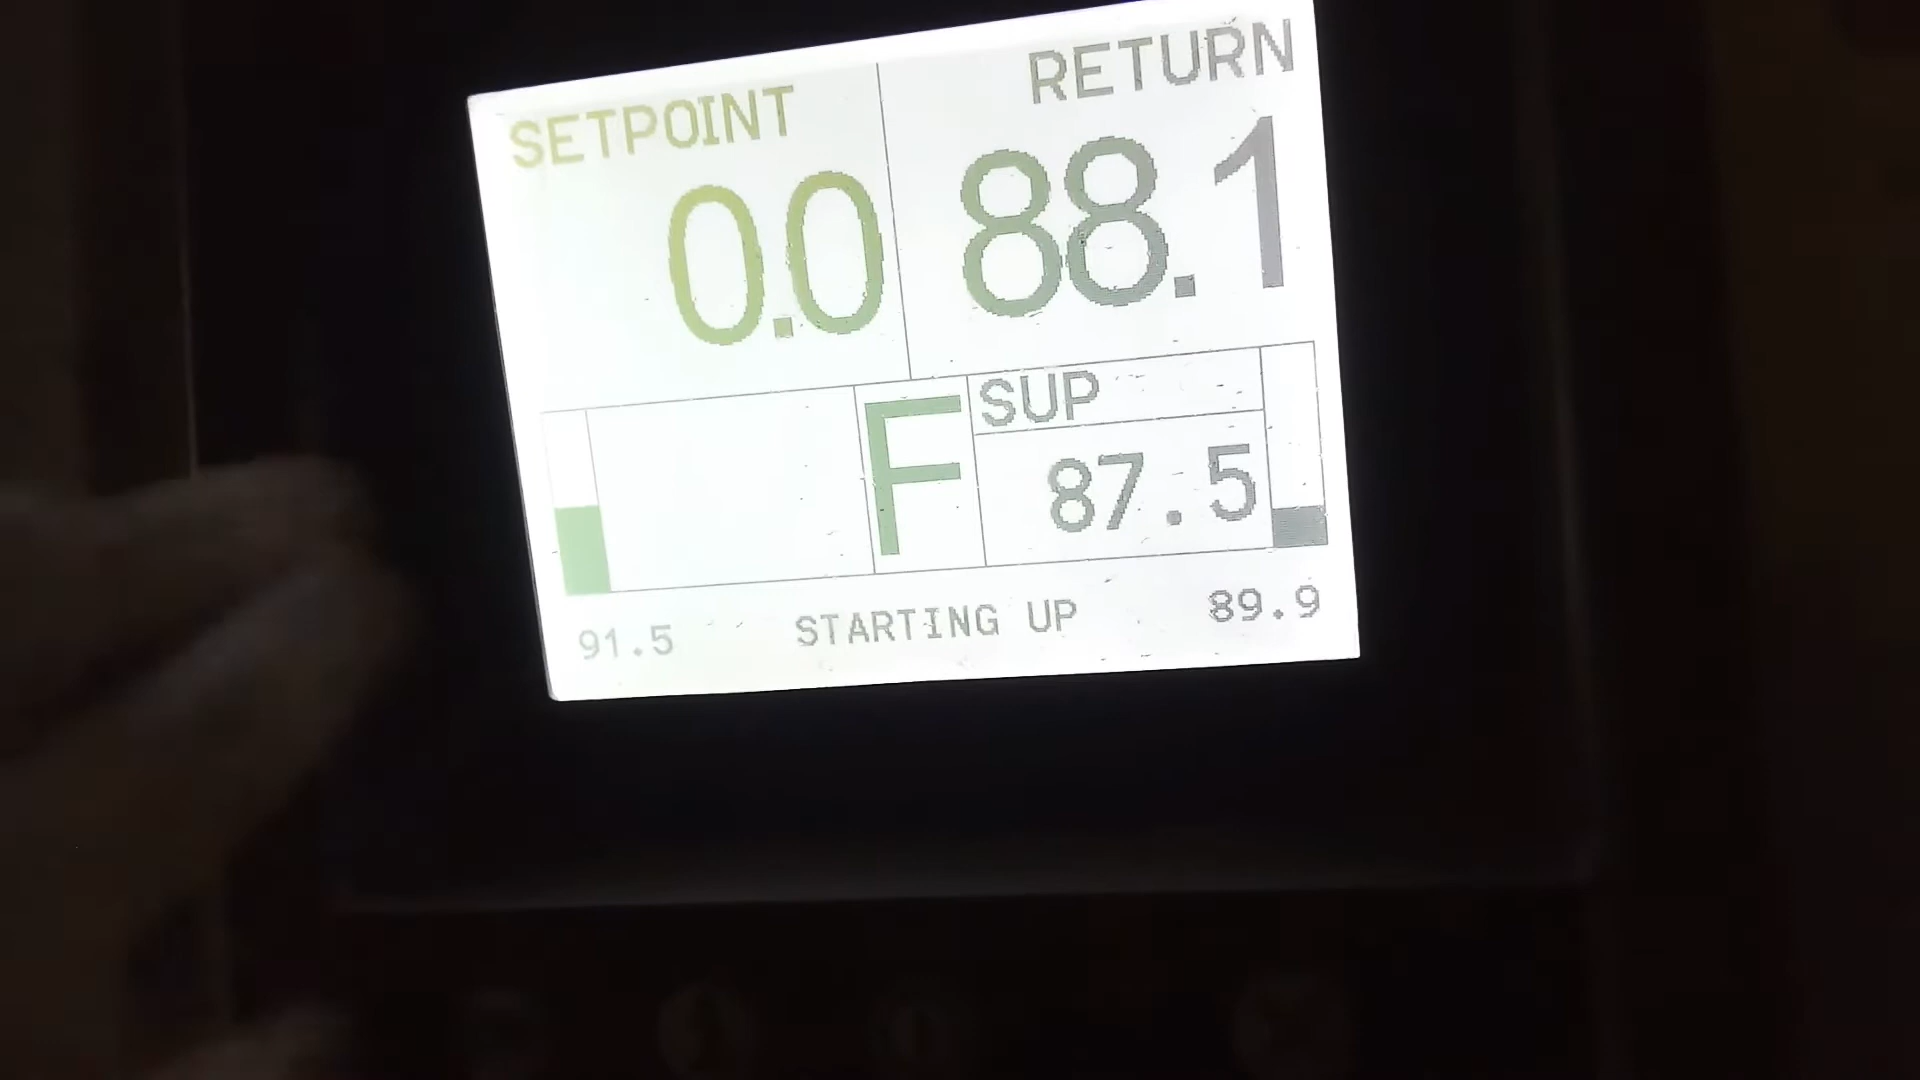 SETPOINT RETURN
0.0 88.1
F SUP
87.5
91.5 STARTING UP 89.9